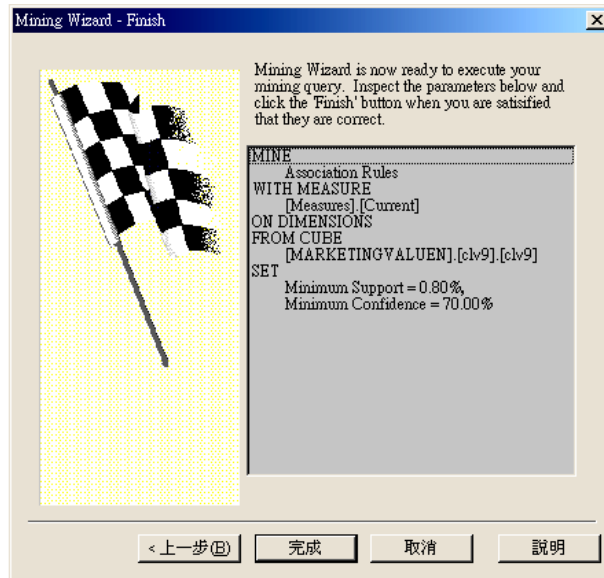 Mining Wizard - Finish
Mining Wizard is now ready to execute your
mining query. Inspect the parameters below and
click the 'Finish' button when you are satisified
that they are correct.
MINE
Association Rules
WITH MEASURE
[Measures].[Current]
ON DIMENSIONS
FROM CUBE
[MARKETINGVALUEN].[clv9].[clv9]
SET
Minimum Support = 0.80%,
Minimum Confidence = 70.00%
<上一步(B) 完成 取消 説明